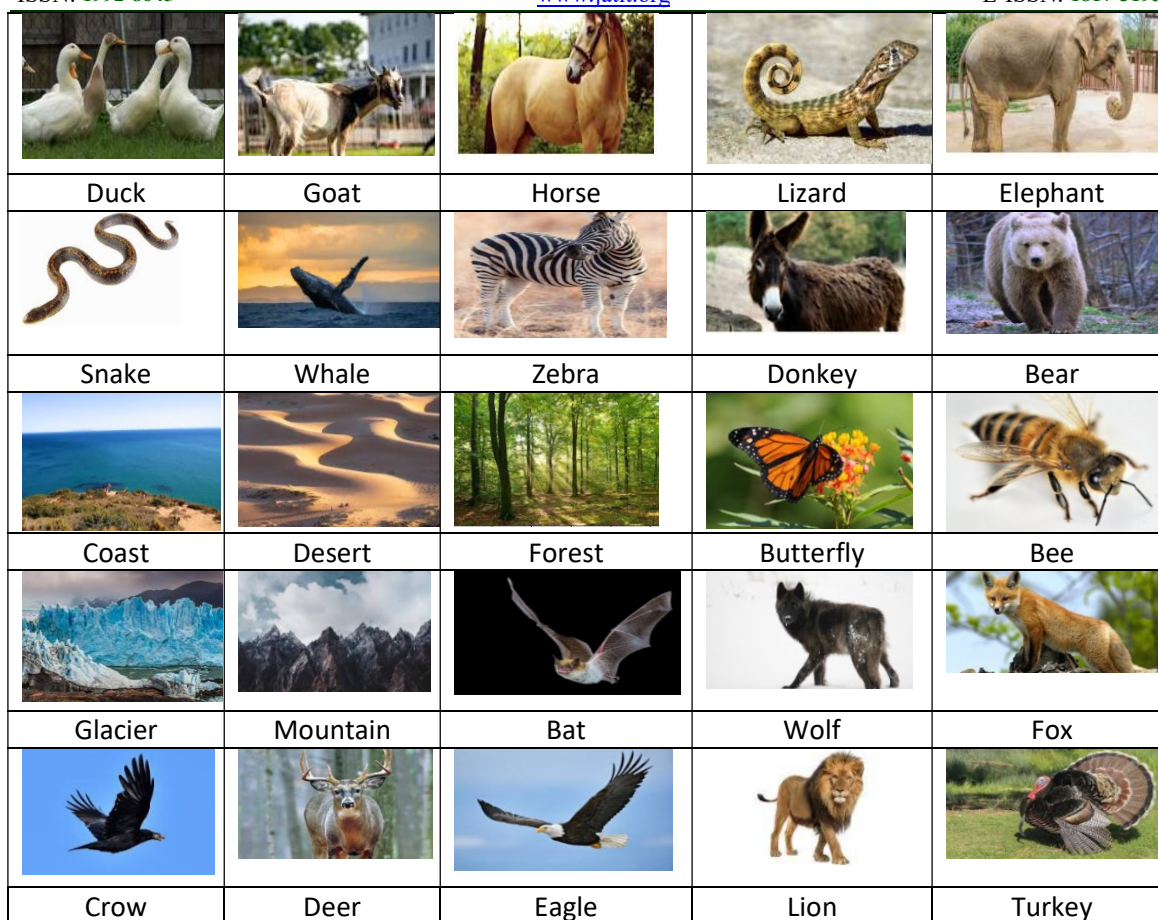 Duck Goat Horse Lizard Elephant
Snake Whale Zebra Donkey Bear
Coast Desert Forest Butterfly Bee
Glacier Mountain Bat Wolf Fox
Crow Deer Eagle Lion Turkey